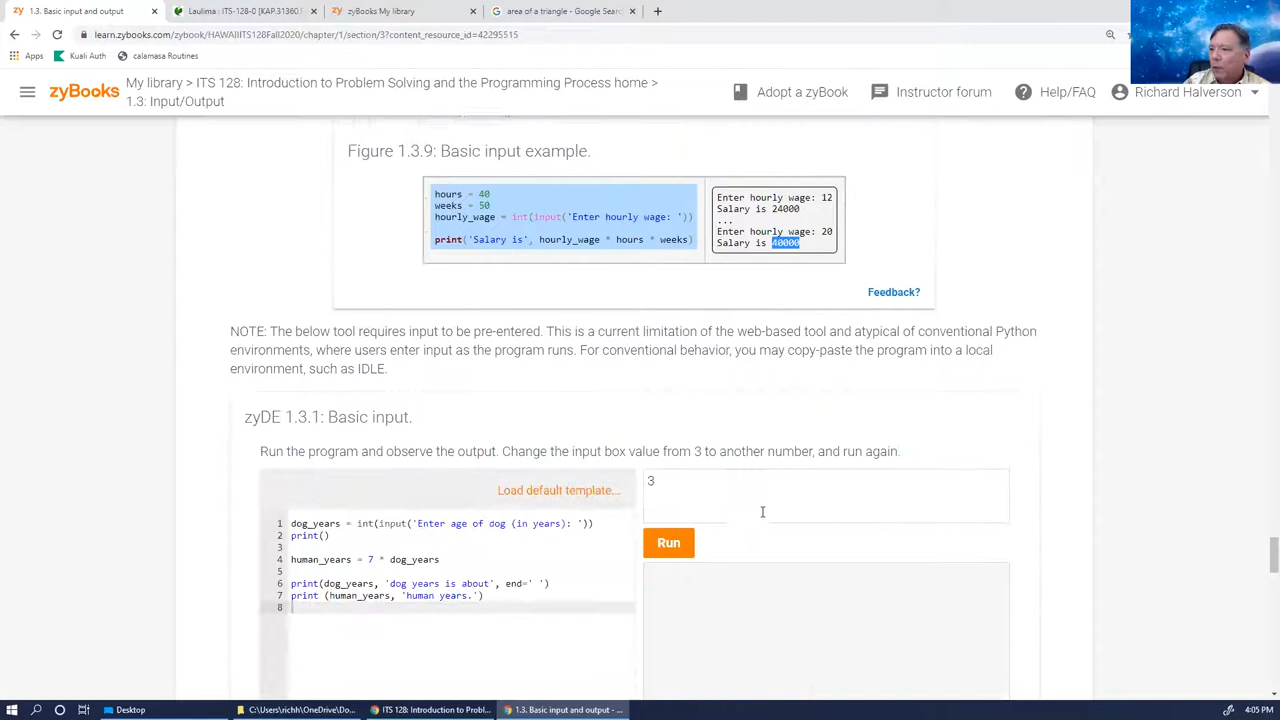 1.3. Basic input and output
Laulima : ITS-128-0 [KAP.31360.F
zyBooks My library
area of a triangle - Google Searc
learn.zybooks.com/zybook/HAWAIIITS128Fall2020/chapter/1/section/3?content_resource_id=42295515
Apps
Kuali Auth
calamasa Routines
zyBooks
My library > ITS 128: Introduction to Problem Solving and the Programming Process home >
1.3: Input/Output
Adopt a zyBook
Instructor forum
Help/FAQ
Richard Halverson
Figure 1.3.9: Basic input example.
hours = 40
weeks = 50
hourly_wage = int(input('Enter hourly wage: '))
print('Salary is', hourly_wage * hours * weeks)
Enter hourly wage: 12
Salary is 24000
...
Enter hourly wage: 20
Salary is 40000
Feedback?
NOTE: The below tool requires input to be pre-entered. This is a current limitation of the web-based tool and atypical of conventional Python
environments, where users enter input as the program runs. For conventional behavior, you may copy-paste the program into a local
environment, such as IDLE.
zyDE 1.3.1: Basic input.
Run the program and observe the output. Change the input box value from 3 to another number, and run again.
Load default template...
1 dog_years = int(input('Enter age of dog (in years): '))
2 print()
3
4 human_years = 7 * dog_years
5
6 print(dog_years, 'dog years is about', end=' ')
7 print (human_years, 'human years.')
8
3
Run
Desktop
C:\Users\richh\OneDrive\Do...
ITS 128: Introduction to Probl...
1.3. Basic input and output - ...
4:05 PM